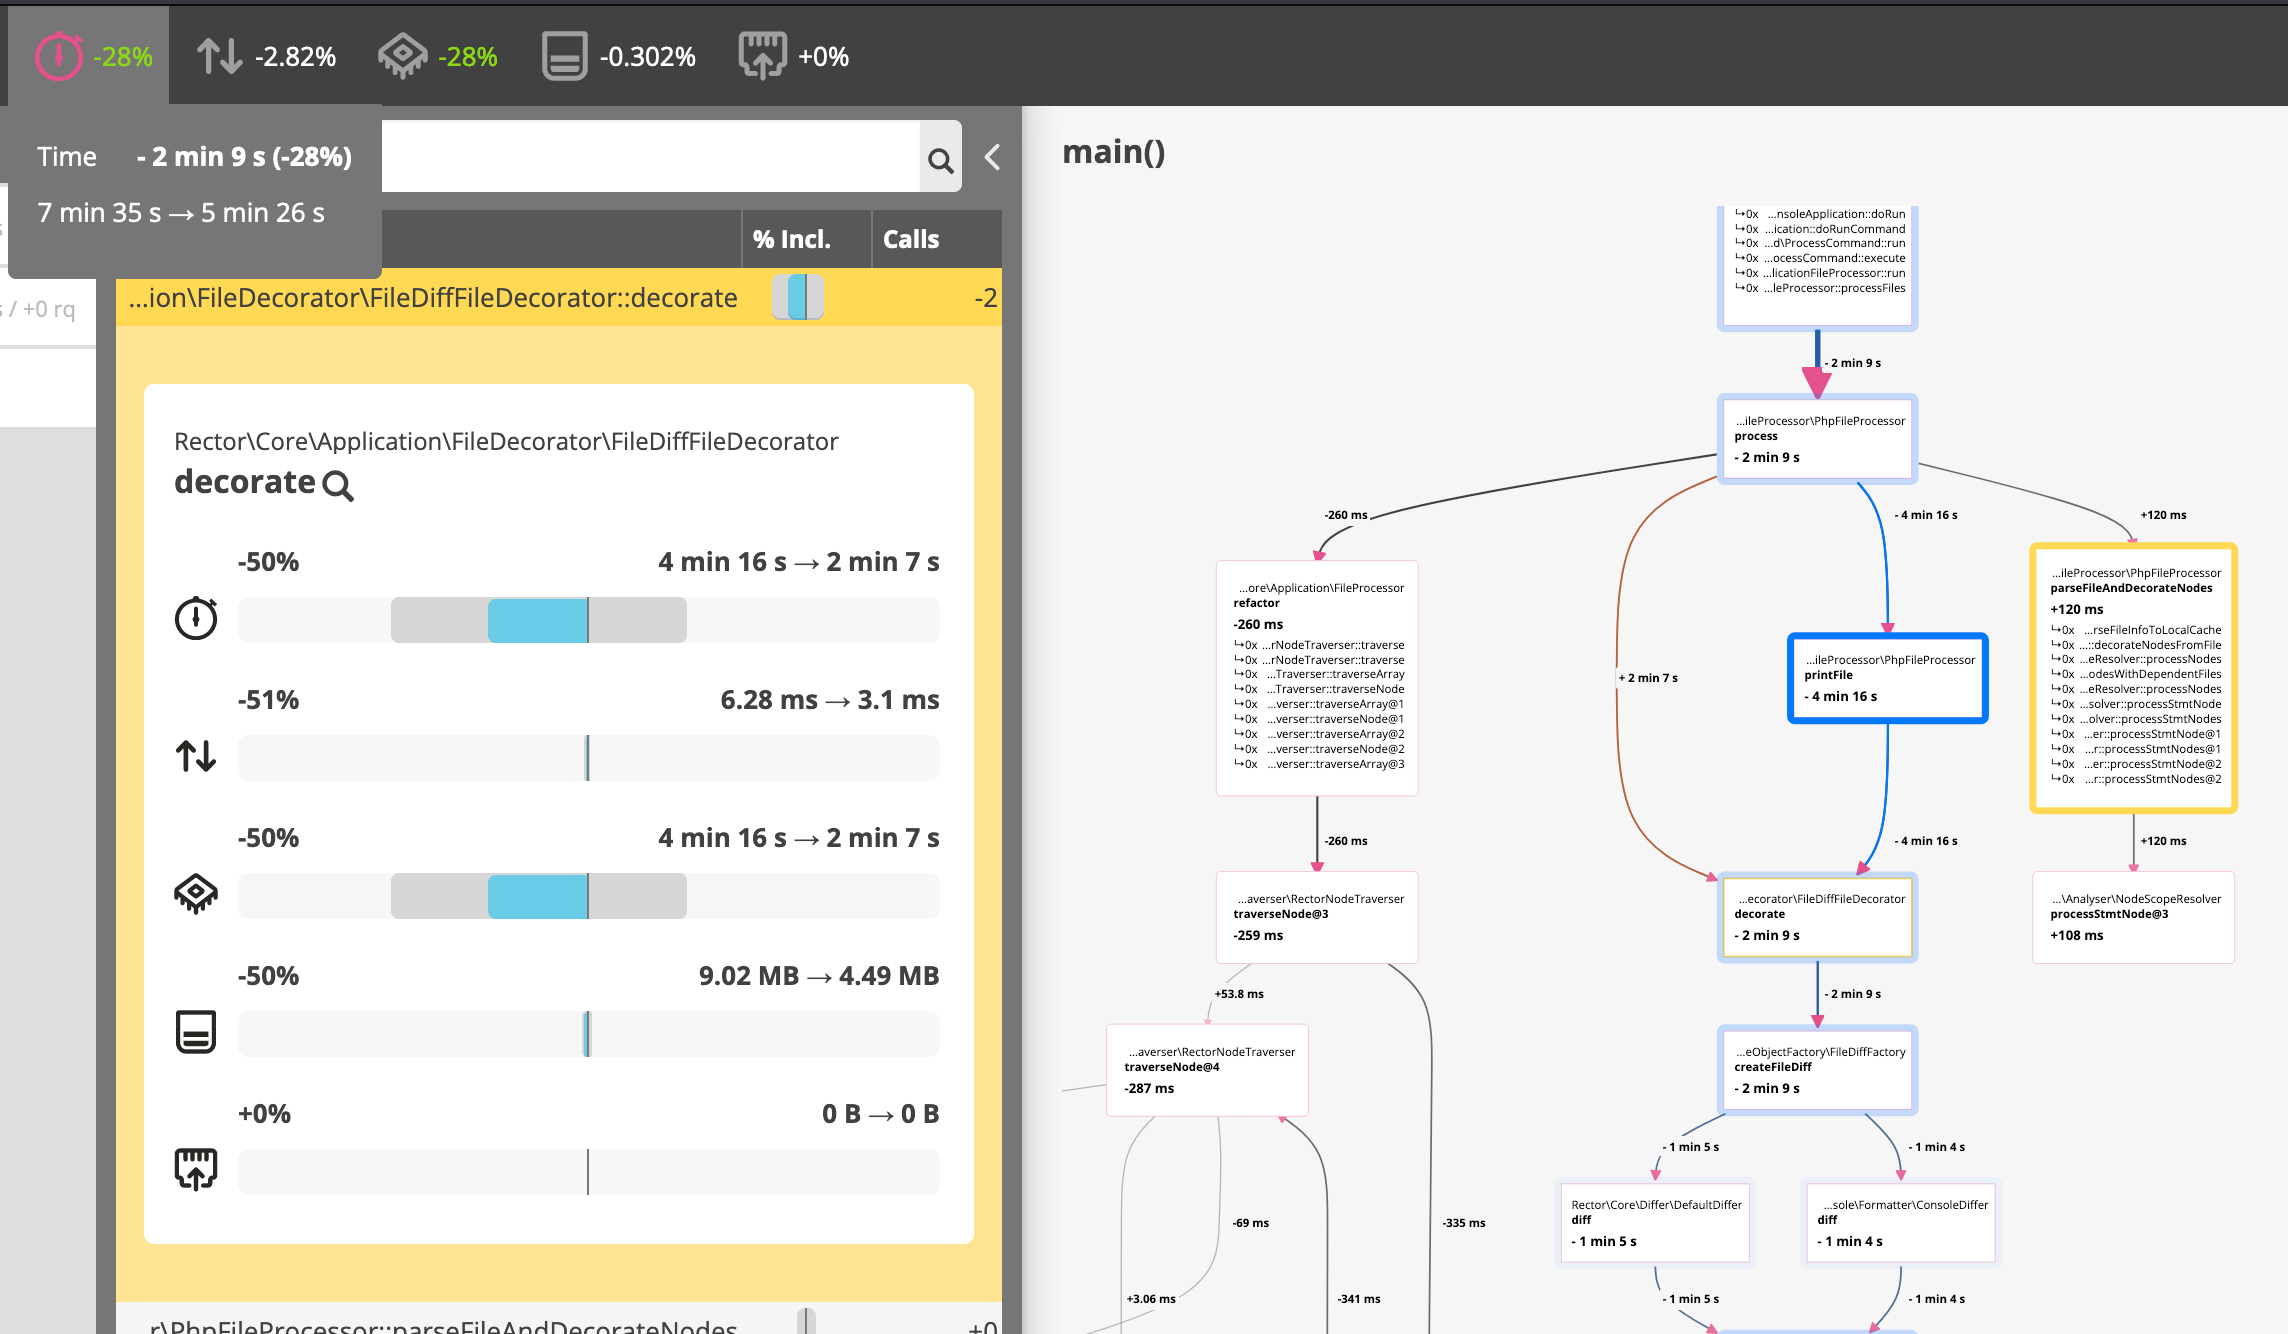 -28%
-2.82%
-28%
-0.302%
+0%
Time - 2 min 9 s (-28%)
7 min 35 s → 5 min 26 s
s / +0 rq
% Incl.
Calls
...ion\FileDecorator\FileDiffFileDecorator::decorate
-2
Rector\Core\Application\FileDecorator\FileDiffFileDecorator
decorate
-50%
4 min 16 s → 2 min 7 s
-51%
6.28 ms → 3.1 ms
-50%
4 min 16 s → 2 min 7 s
-50%
9.02 MB → 4.49 MB
+0%
0 B → 0 B
r\PhpFileProcessor::parseFileAndDecorateNodes
+0
main()
↪0x ...nsoleApplication::doRun
↪0x ...ication::doRunCommand
↪0x ...d\ProcessCommand::run
↪0x ...ocessCommand::execute
↪0x ...licationFileProcessor::run
↪0x ...leProcessor::processFiles
- 2 min 9 s
...ileProcessor\PhpFileProcessor
process
- 2 min 9 s
-260 ms
- 4 min 16 s
+120 ms
...ore\Application\FileProcessor
refactor
-260 ms
↪0x ...rNodeTraverser::traverse
↪0x ...rNodeTraverser::traverse
↪0x ...Traverser::traverseArray
↪0x ...Traverser::traverseNode
↪0x ...verser::traverseArray@1
↪0x ...verser::traverseNode@1
↪0x ...verser::traverseArray@2
↪0x ...verser::traverseNode@2
↪0x ...verser::traverseArray@3
+ 2 min 7 s
...ileProcessor\PhpFileProcessor
printFile
- 4 min 16 s
...ileProcessor\PhpFileProcessor
parseFileAndDecorateNodes
+120 ms
↪0x ...rseFileInfoToLocalCache
↪0x ...::decorateNodesFromFile
↪0x ...eResolver::processNodes
↪0x ...odesWithDependentFiles
↪0x ...eResolver::processNodes
↪0x ...solver::processStmtNode
↪0x ...olver::processStmtNodes
↪0x ...er::processStmtNode@1
↪0x ...r::processStmtNodes@1
↪0x ...er::processStmtNode@2
↪0x ...r::processStmtNodes@2
-260 ms
- 4 min 16 s
+120 ms
...averser\RectorNodeTraverser
traverseNode@3
-259 ms
...ecorator\FileDiffFileDecorator
decorate
- 2 min 9 s
...\Analyser\NodeScopeResolver
processStmtNode@3
+108 ms
+53.8 ms
- 2 min 9 s
...averser\RectorNodeTraverser
traverseNode@4
-287 ms
...eObjectFactory\FileDiffFactory
createFileDiff
- 2 min 9 s
- 1 min 5 s
- 1 min 4 s
Rector\Core\Differ\DefaultDiffer
diff
- 1 min 5 s
...sole\Formatter\ConsoleDiffer
diff
- 1 min 4 s
-69 ms
-335 ms
+3.06 ms
-341 ms
- 1 min 5 s
- 1 min 4 s